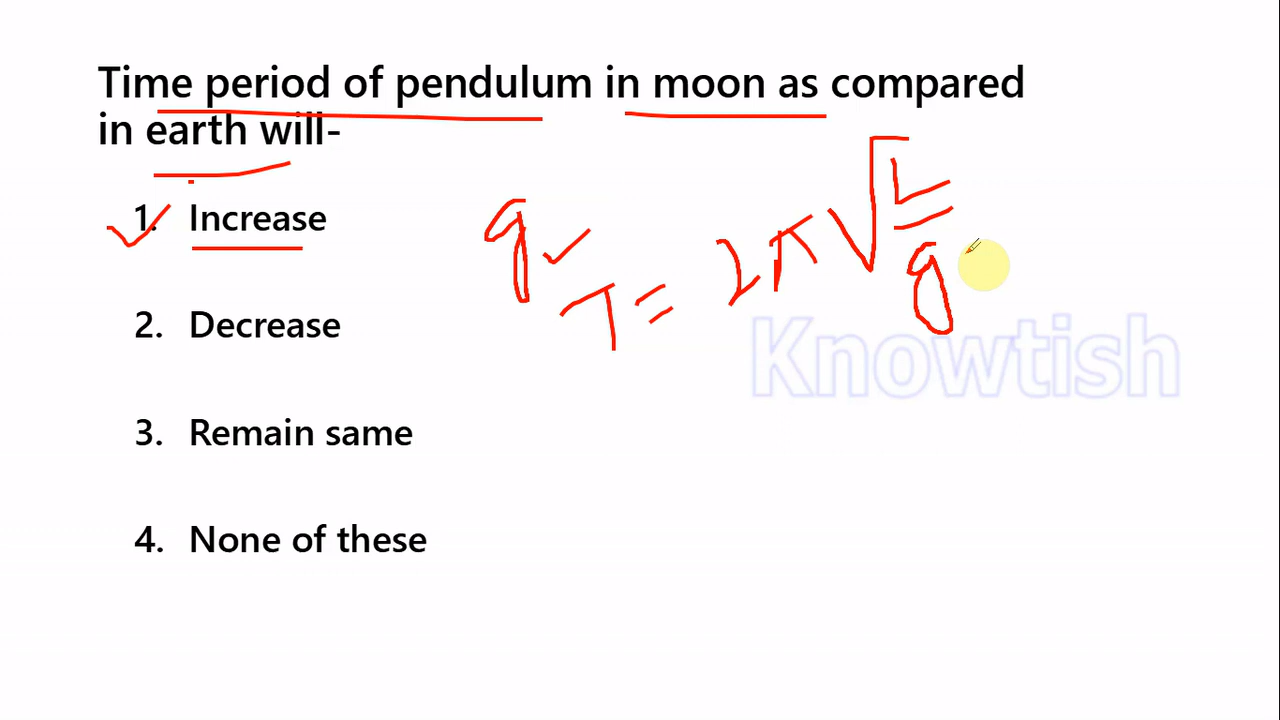 Time period of pendulum in moon as compared
in earth will-
1. Increase
g
T = 2π√L/g
2. Decrease
Knowtish
3. Remain same
4. None of these